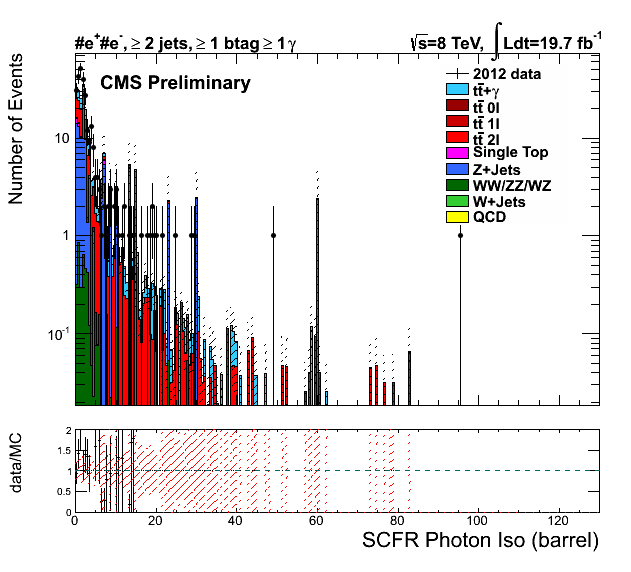 #e⁺#e⁻, ≥ 2 jets, ≥ 1 btag ≥ 1 γ
√s=8 TeV, ∫Ldt=19.7 fb⁻¹
CMS Preliminary
2012 data
tt̄+γ
tt̄ 0l
tt̄ 1l
tt̄ 2l
Single Top
Z+Jets
WW/ZZ/WZ
W+Jets
QCD
Number of Events
10
1
10⁻¹
data/MC
2
1.5
1
0.5
0
0 20 40 60 80 100 120
SCFR Photon Iso (barrel)